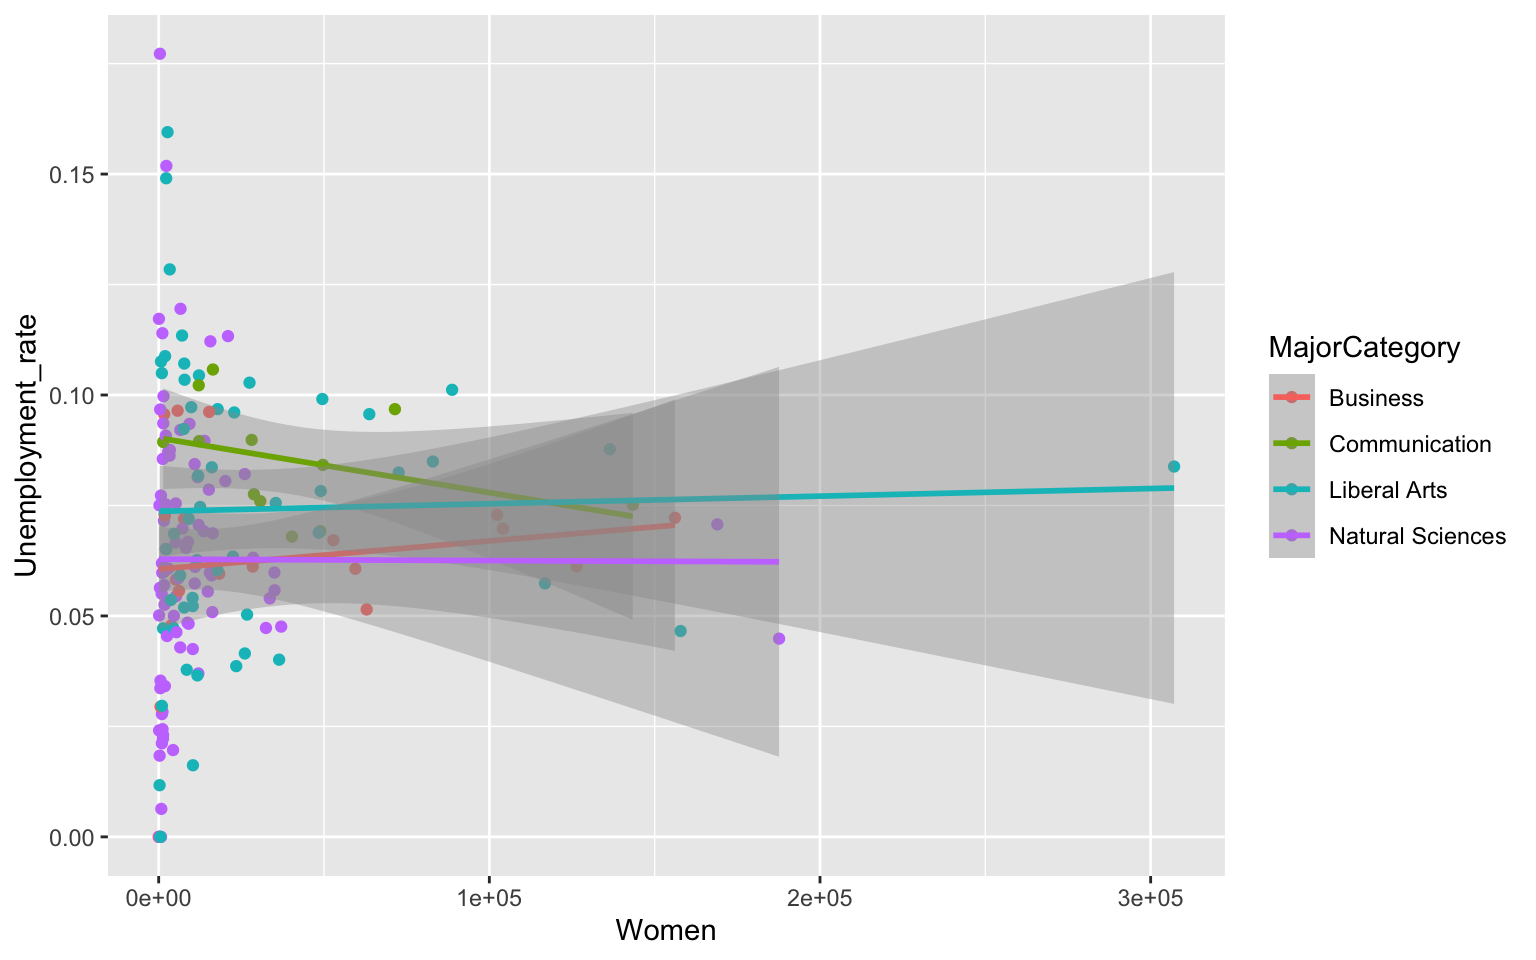 Unemployment_rate
0.15
0.10
0.05
0.00
0e+00 1e+05 2e+05 3e+05
Women
MajorCategory
Business
Communication
Liberal Arts
Natural Sciences